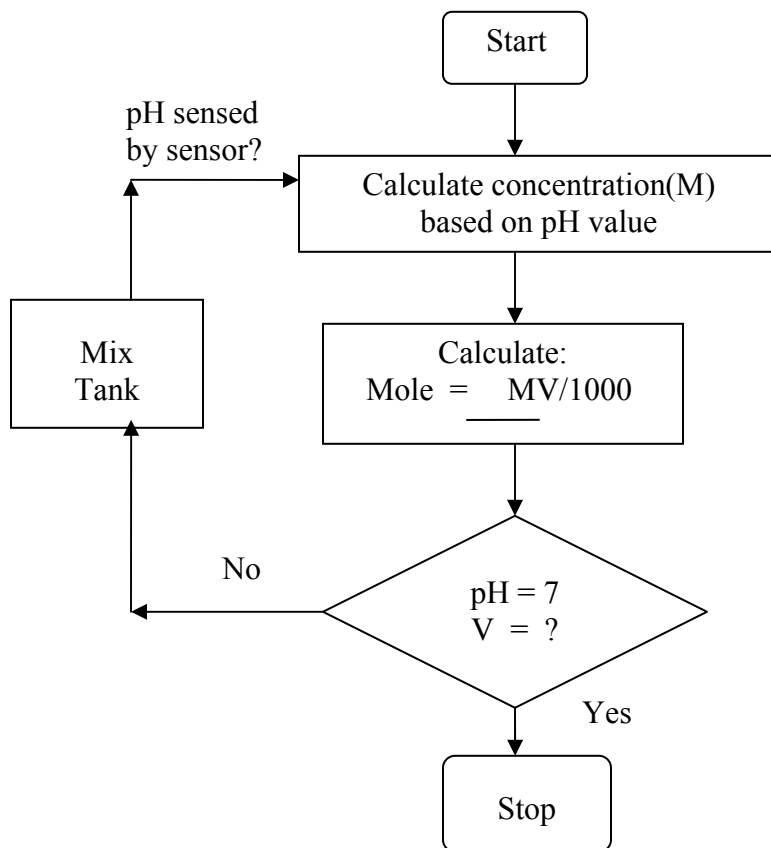 Start
pH sensed
by sensor?
Calculate concentration(M)
based on pH value
Mix
Tank
Calculate:
Mole = MV/1000
No
pH = 7
V = ?
Yes
Stop